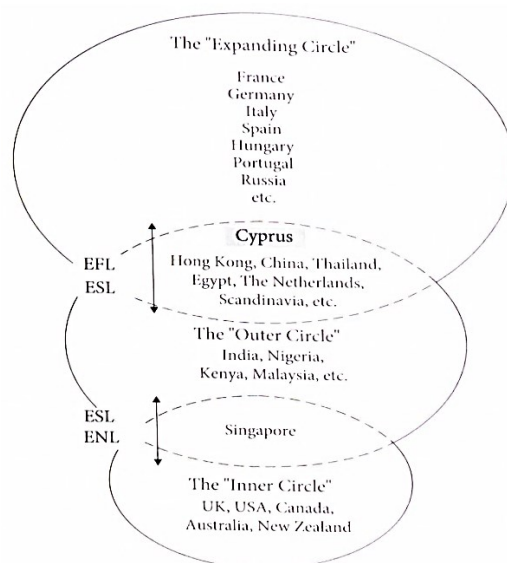 The "Expanding Circle"
France
Germany
Italy
Spain
Hungary
Portugal
Russia
etc.
Cyprus
EFL
Hong Kong, China, Thailand,
ESL
Egypt, The Netherlands,
Scandinavia, etc.
The "Outer Circle"
India, Nigeria,
Kenya, Malaysia, etc.
ESL
ENL
Singapore
The "Inner Circle"
UK, USA, Canada,
Australia, New Zealand